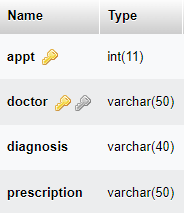 Name Type
appt int(11)
doctor varchar(50)
diagnosis varchar(40)
prescription varchar(50)